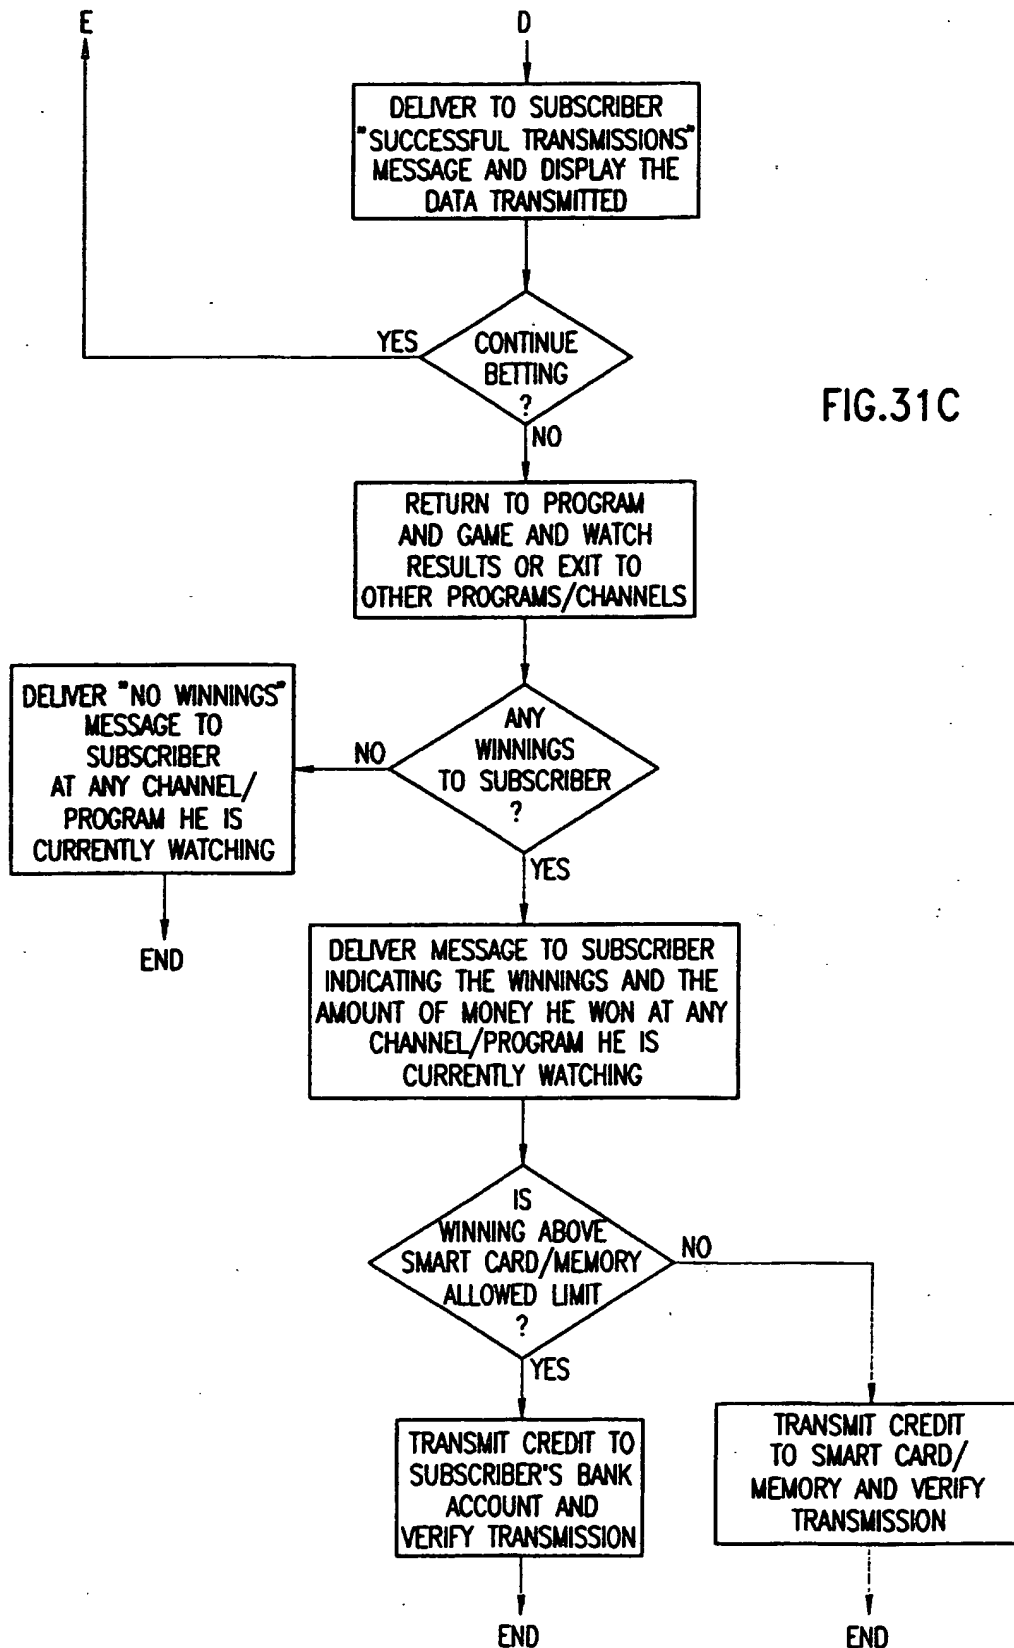 E
D
DELIVER TO SUBSCRIBER
"SUCCESSFUL TRANSMISSIONS"
MESSAGE AND DISPLAY THE
DATA TRANSMITTED
YES
CONTINUE
BETTING
?
FIG.31C
NO
RETURN TO PROGRAM
AND GAME AND WATCH
RESULTS OR EXIT TO
OTHER PROGRAMS/CHANNELS
DELIVER "NO WINNINGS"
MESSAGE TO
SUBSCRIBER
AT ANY CHANNEL/
PROGRAM HE IS
CURRENTLY WATCHING
NO
ANY
WINNINGS
TO SUBSCRIBER
?
YES
END
DELIVER MESSAGE TO SUBSCRIBER
INDICATING THE WINNINGS AND THE
AMOUNT OF MONEY HE WON AT ANY
CHANNEL/PROGRAM HE IS
CURRENTLY WATCHING
IS
WINNING ABOVE
SMART CARD/MEMORY
ALLOWED LIMIT
?
NO
YES
TRANSMIT CREDIT TO
SUBSCRIBER'S BANK
ACCOUNT AND
VERIFY TRANSMISSION
TRANSMIT CREDIT
TO SMART CARD/
MEMORY AND VERIFY
TRANSMISSION
END
END